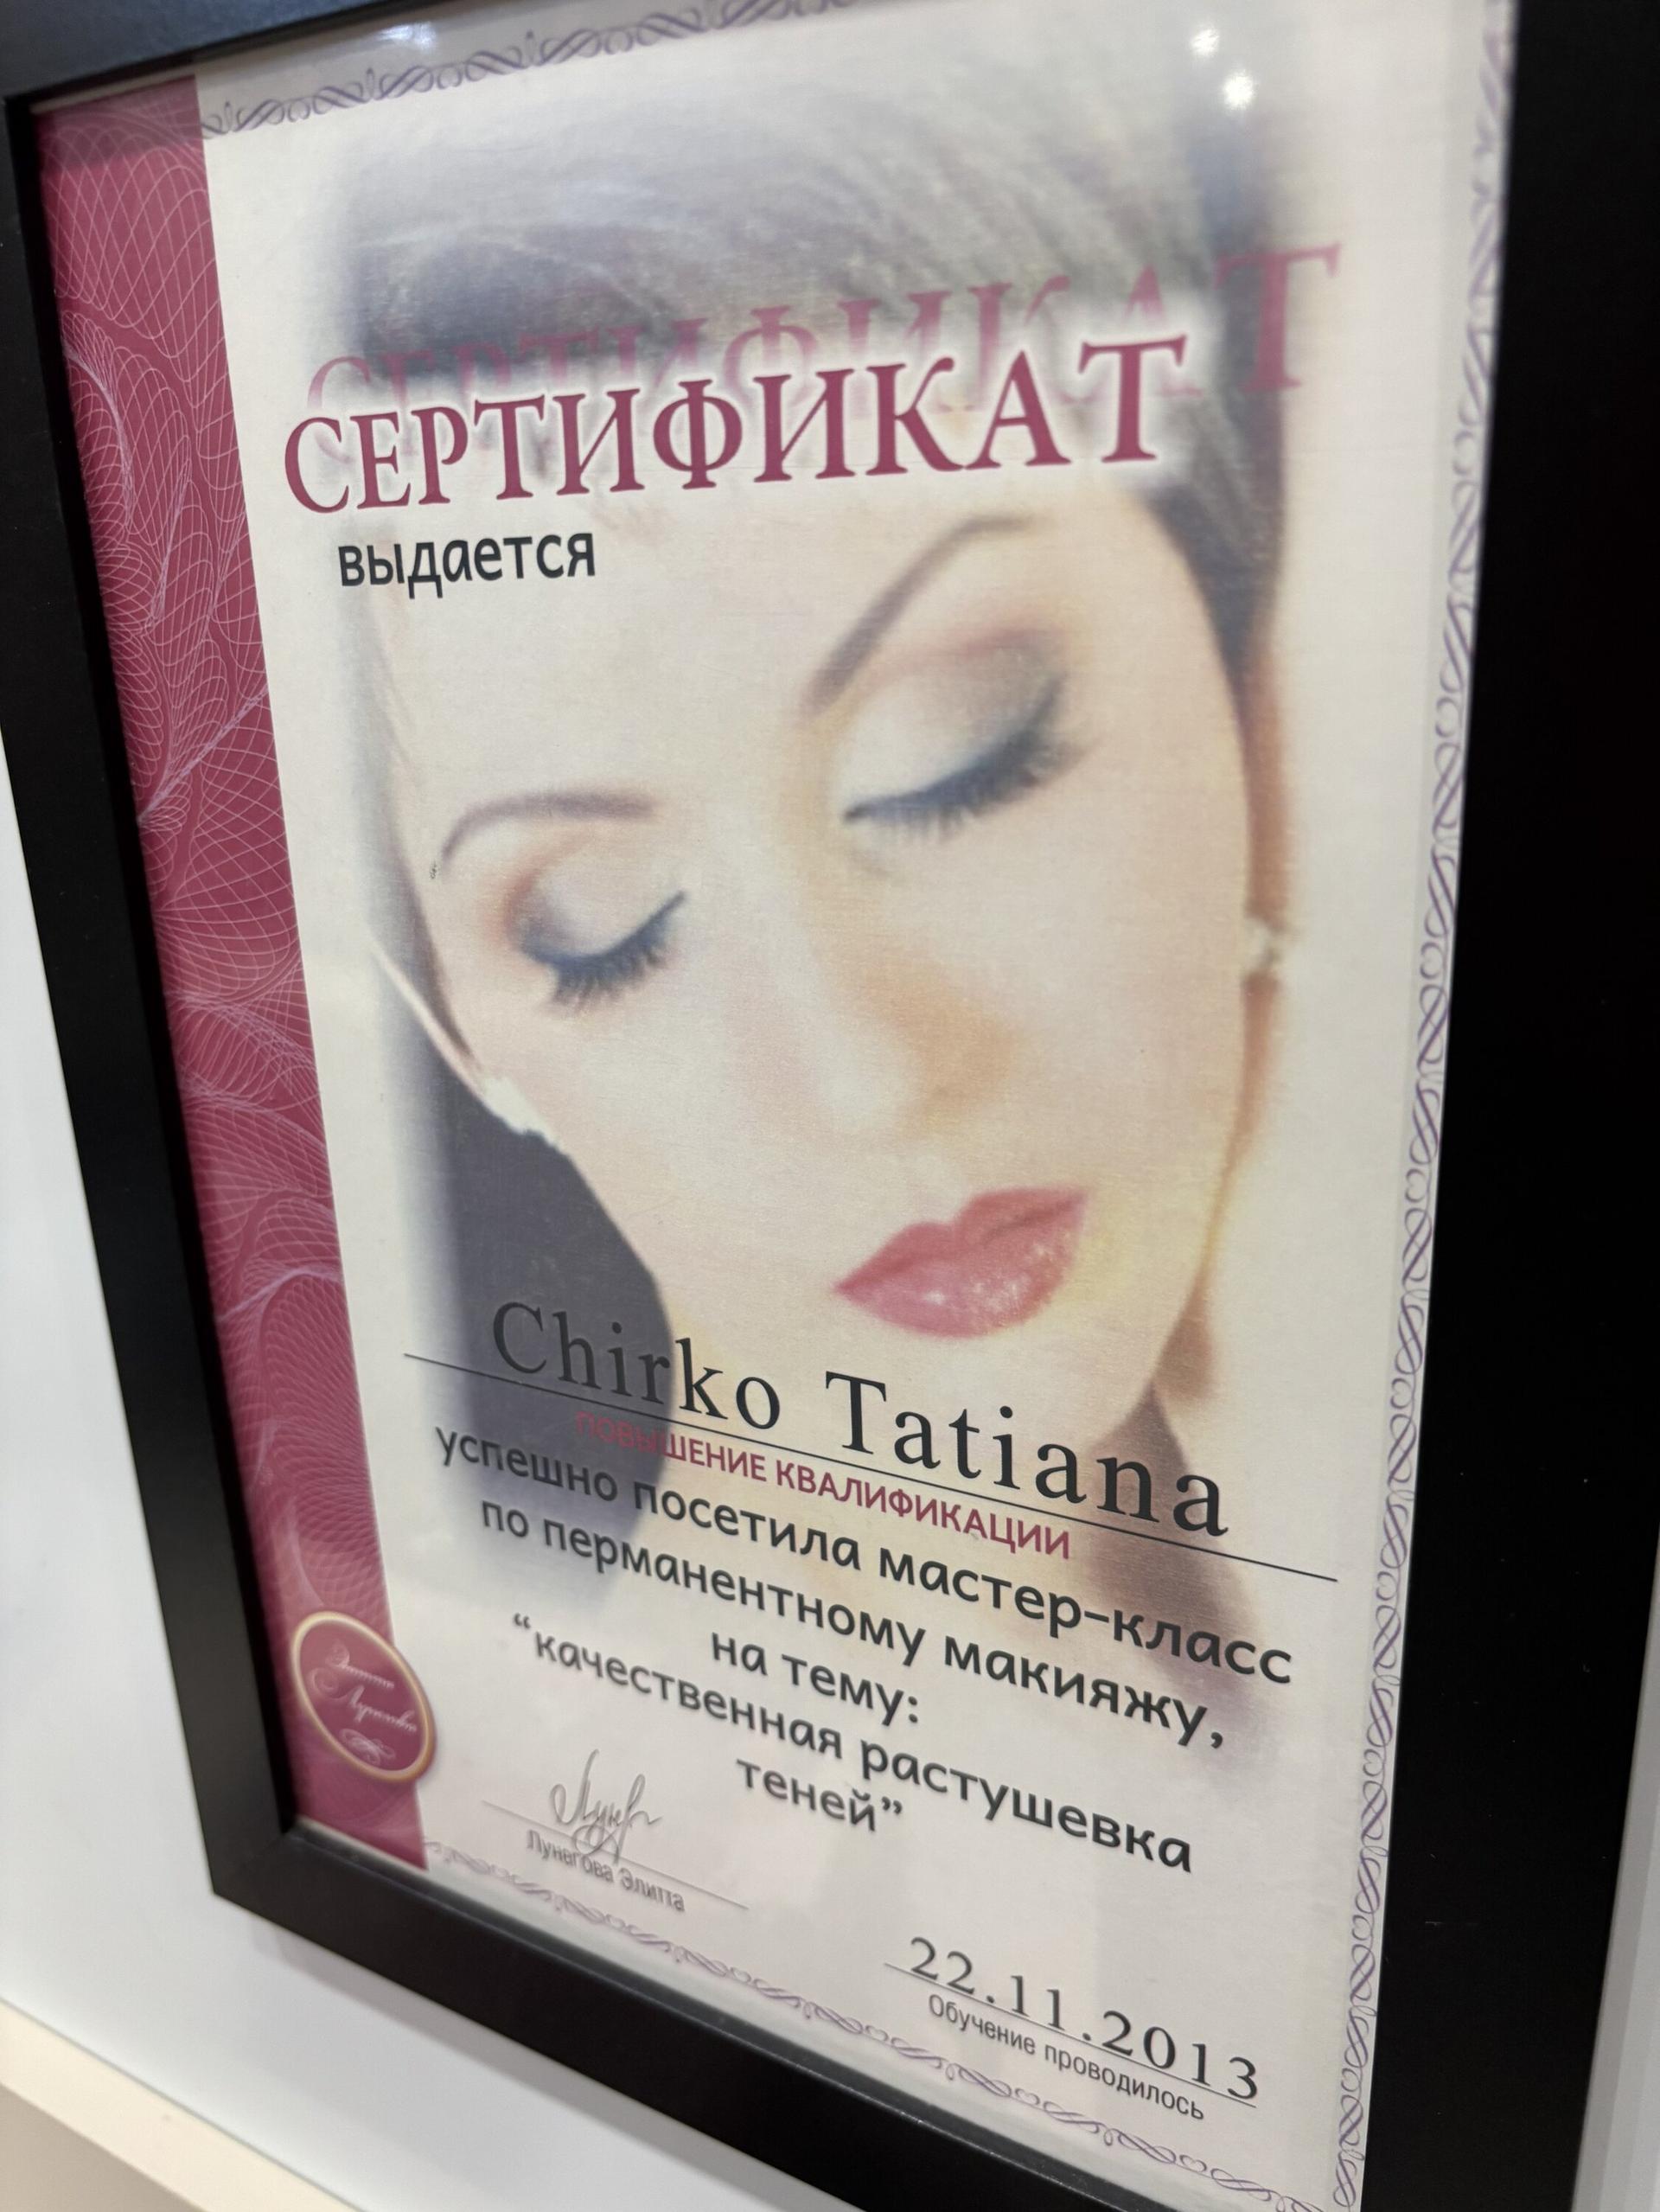 СЕРТИФИКАТ
СЕРТИФИКАТ
выдается
Chirko Tatiana
ПОВЫШЕНИЕ КВАЛИФИКАЦИИ
успешно посетила мастер-класс
по перманентному макияжу,
на тему:
“качественная растушевка
теней”
Лунегова Элитта
22.11.2013
Обучение проводилось